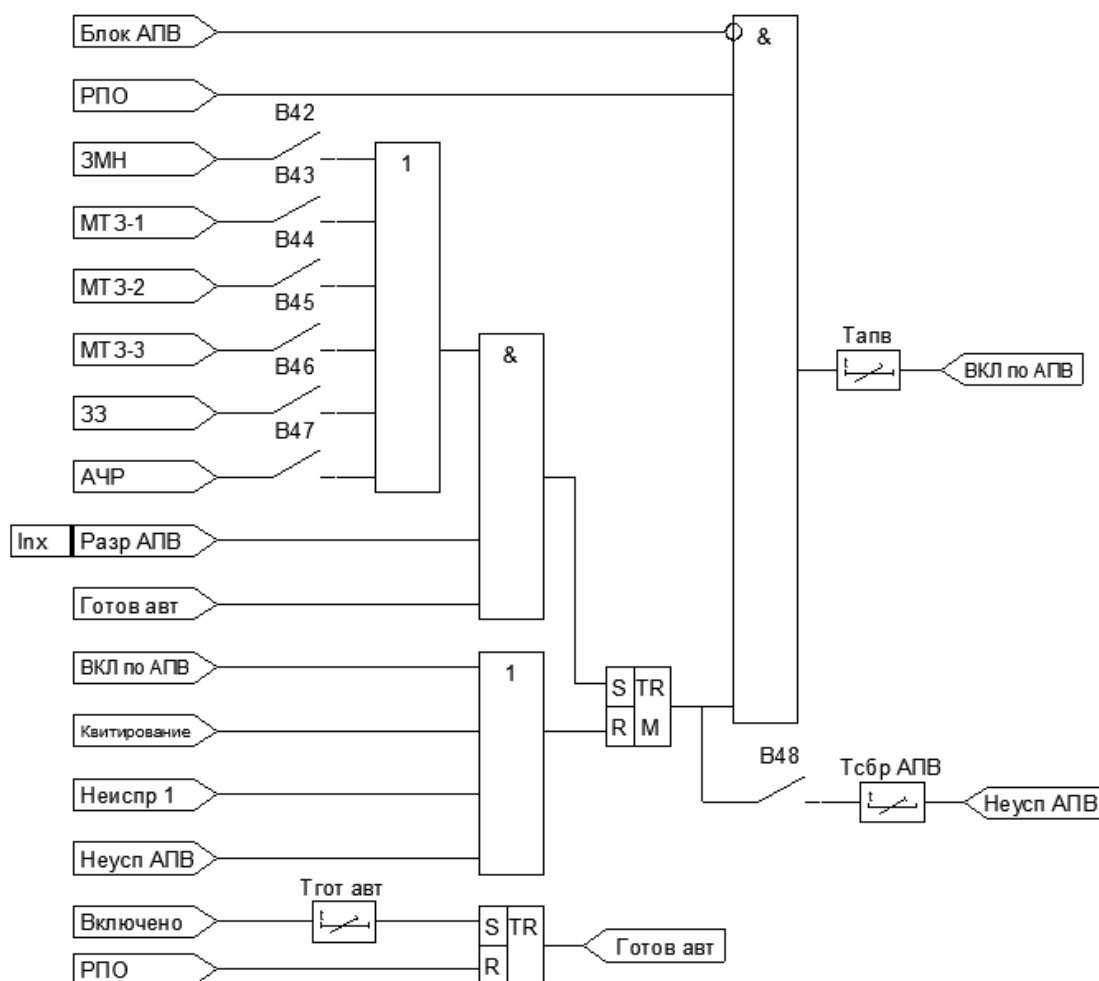 Блок АПВ
&
РПО
В42
ЗМН
1
В43
МТЗ-1
В44
МТЗ-2
В45
МТЗ-3
&
Тапв
t
ВКЛ по АПВ
В46
ЗЗ
В47
АЧР
Inx Разр АПВ
Готов авт
ВКЛ по АПВ
1
S TR
Квитирование
R M
В48
Тсбр АПВ
t
Неусп АПВ
Неиспр 1
Неусп АПВ
Тгот авт
t
Включено
S TR
Готов авт
РПО
R